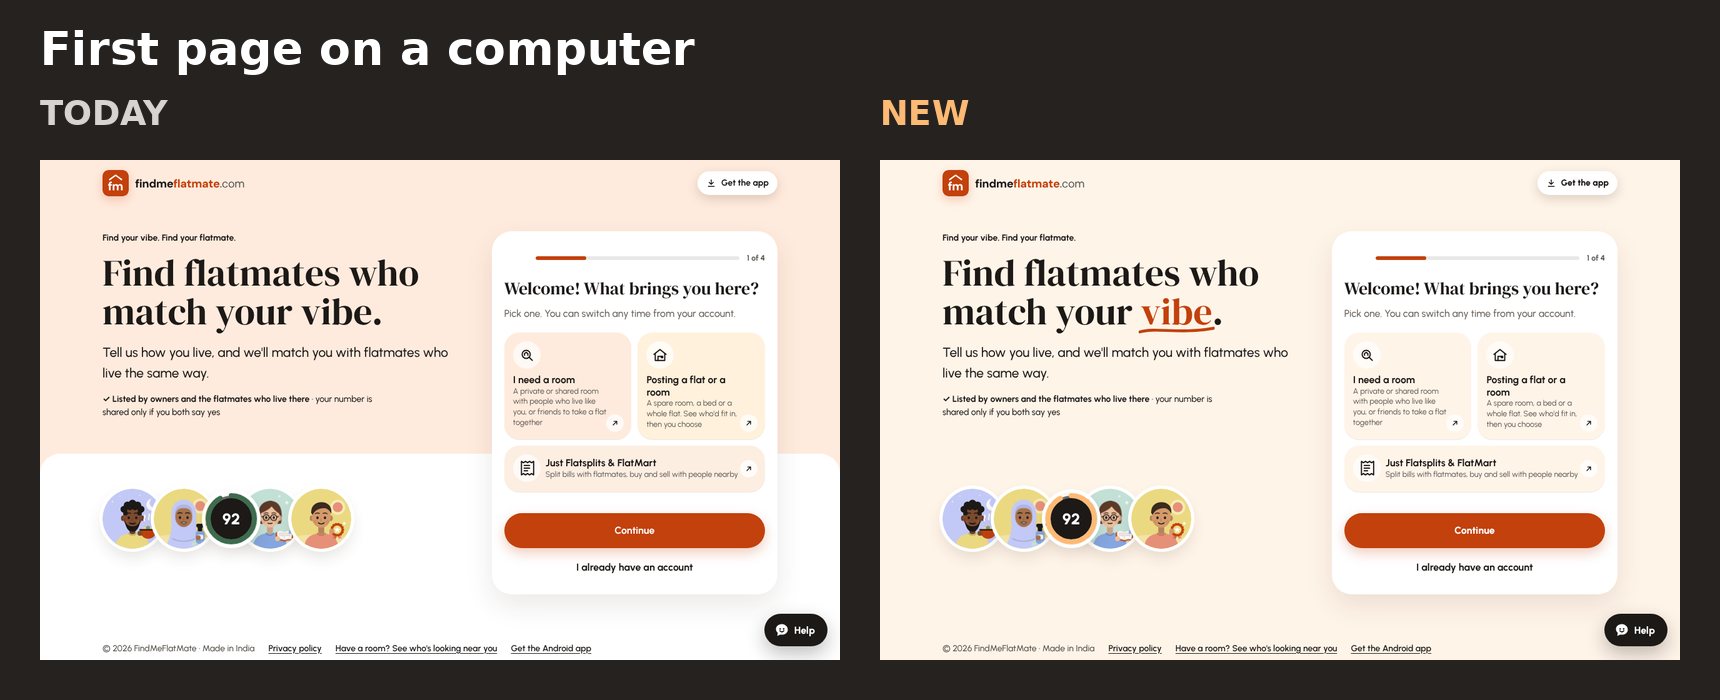 First page on a computer
TODAY
NEW
fm findmeflatmate.com
Get the app
Find your vibe. Find your flatmate.
Find flatmates who
match your vibe.
Tell us how you live, and we'll match you with flatmates who
live the same way.
✓ Listed by owners and the flatmates who live there · your number is
shared only if you both say yes
92
1 of 4
Welcome! What brings you here?
Pick one. You can switch any time from your account.
I need a room
A private or shared room
with people who live like
you, or friends to take a flat
together
Posting a flat or a
room
A spare room, a bed or a
whole flat. See who'd fit in,
then you choose
Just Flatsplits & FlatMart
Split bills with flatmates, buy and sell with people nearby
Continue
I already have an account
Help
© 2026 FindMeFlatMate · Made in India Privacy policy Have a room? See who's looking near you Get the Android app
fm findmeflatmate.com
Get the app
Find your vibe. Find your flatmate.
Find flatmates who
match your vibe.
Tell us how you live, and we'll match you with flatmates who
live the same way.
✓ Listed by owners and the flatmates who live there · your number is
shared only if you both say yes
92
1 of 4
Welcome! What brings you here?
Pick one. You can switch any time from your account.
I need a room
A private or shared room
with people who live like
you, or friends to take a flat
together
Posting a flat or a
room
A spare room, a bed or a
whole flat. See who'd fit in,
then you choose
Just Flatsplits & FlatMart
Split bills with flatmates, buy and sell with people nearby
Continue
I already have an account
Help
© 2026 FindMeFlatMate · Made in India Privacy policy Have a room? See who's looking near you Get the Android app